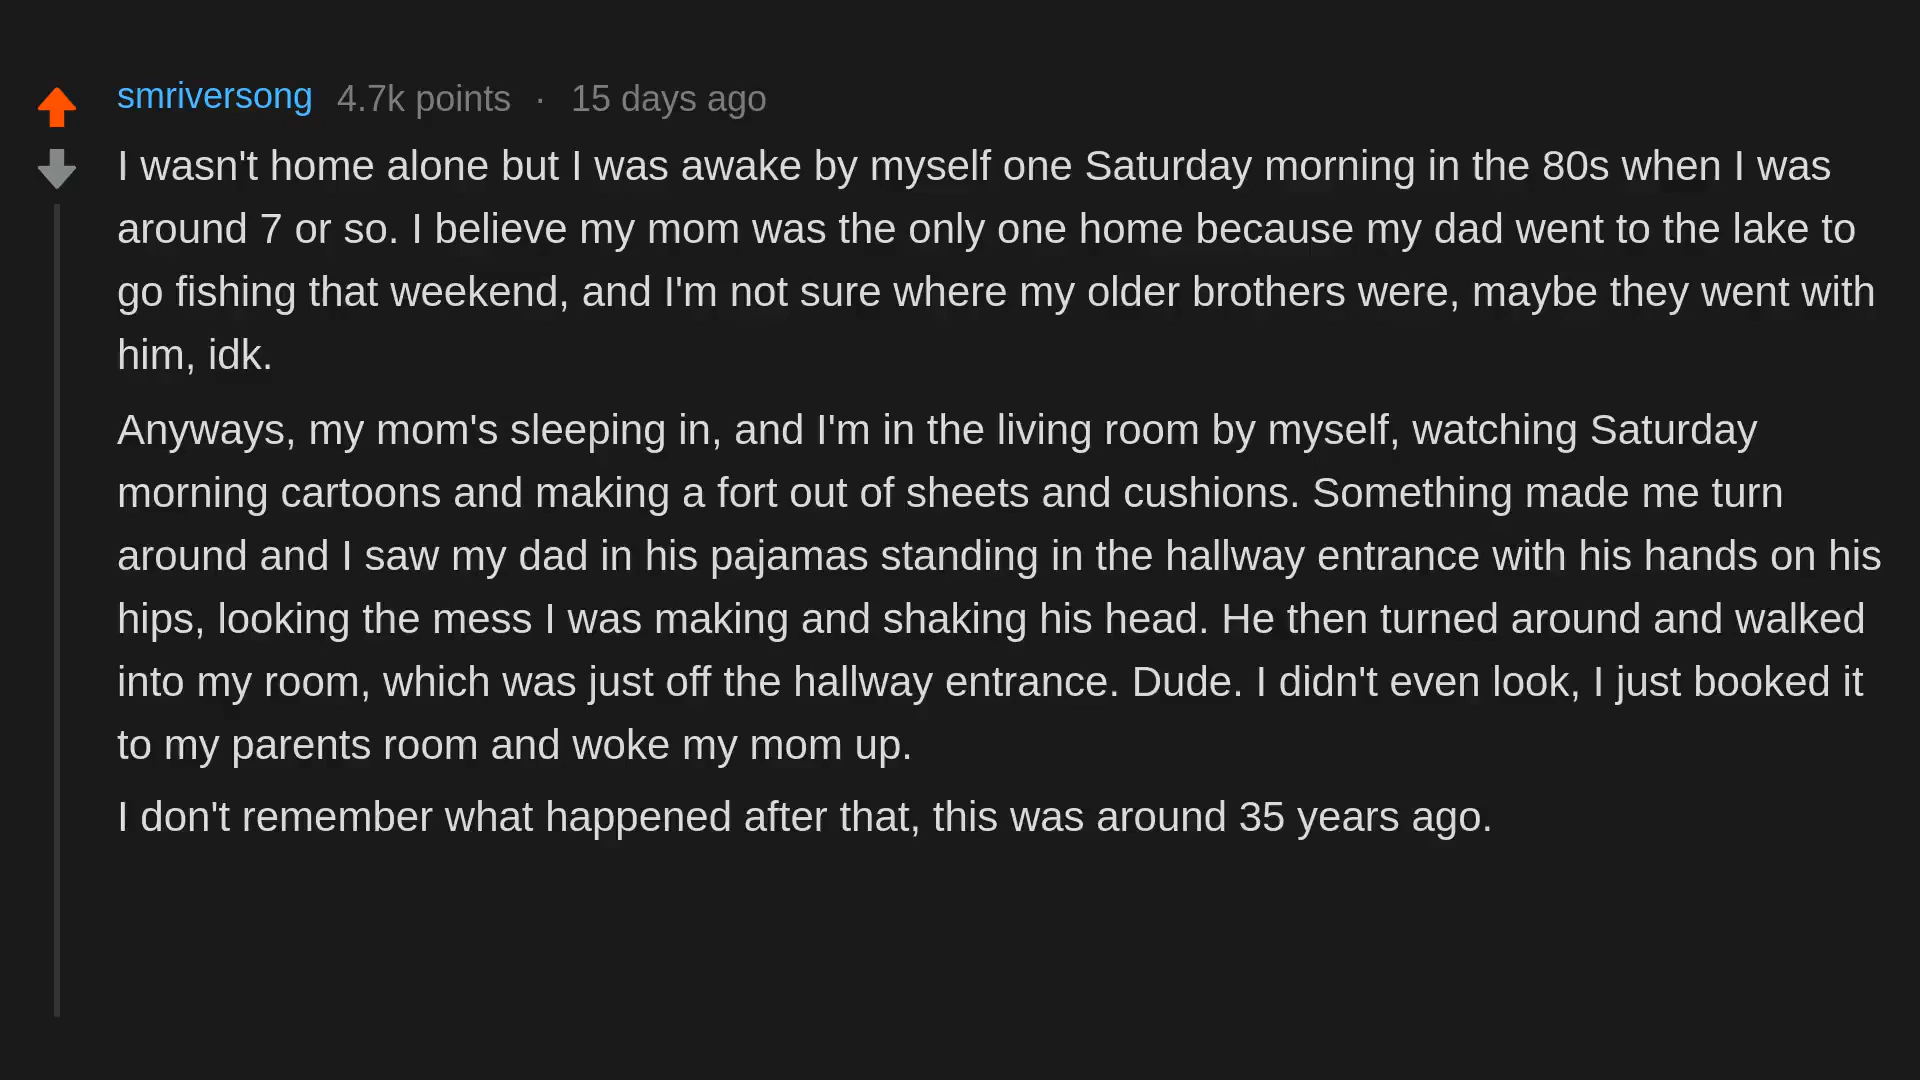 smriversong 4.7k points · 15 days ago
I wasn't home alone but I was awake by myself one Saturday morning in the 80s when I was
around 7 or so. I believe my mom was the only one home because my dad went to the lake to
go fishing that weekend, and I'm not sure where my older brothers were, maybe they went with
him, idk.
Anyways, my mom's sleeping in, and I'm in the living room by myself, watching Saturday
morning cartoons and making a fort out of sheets and cushions. Something made me turn
around and I saw my dad in his pajamas standing in the hallway entrance with his hands on his
hips, looking the mess I was making and shaking his head. He then turned around and walked
into my room, which was just off the hallway entrance. Dude. I didn't even look, I just booked it
to my parents room and woke my mom up.
I don't remember what happened after that, this was around 35 years ago.